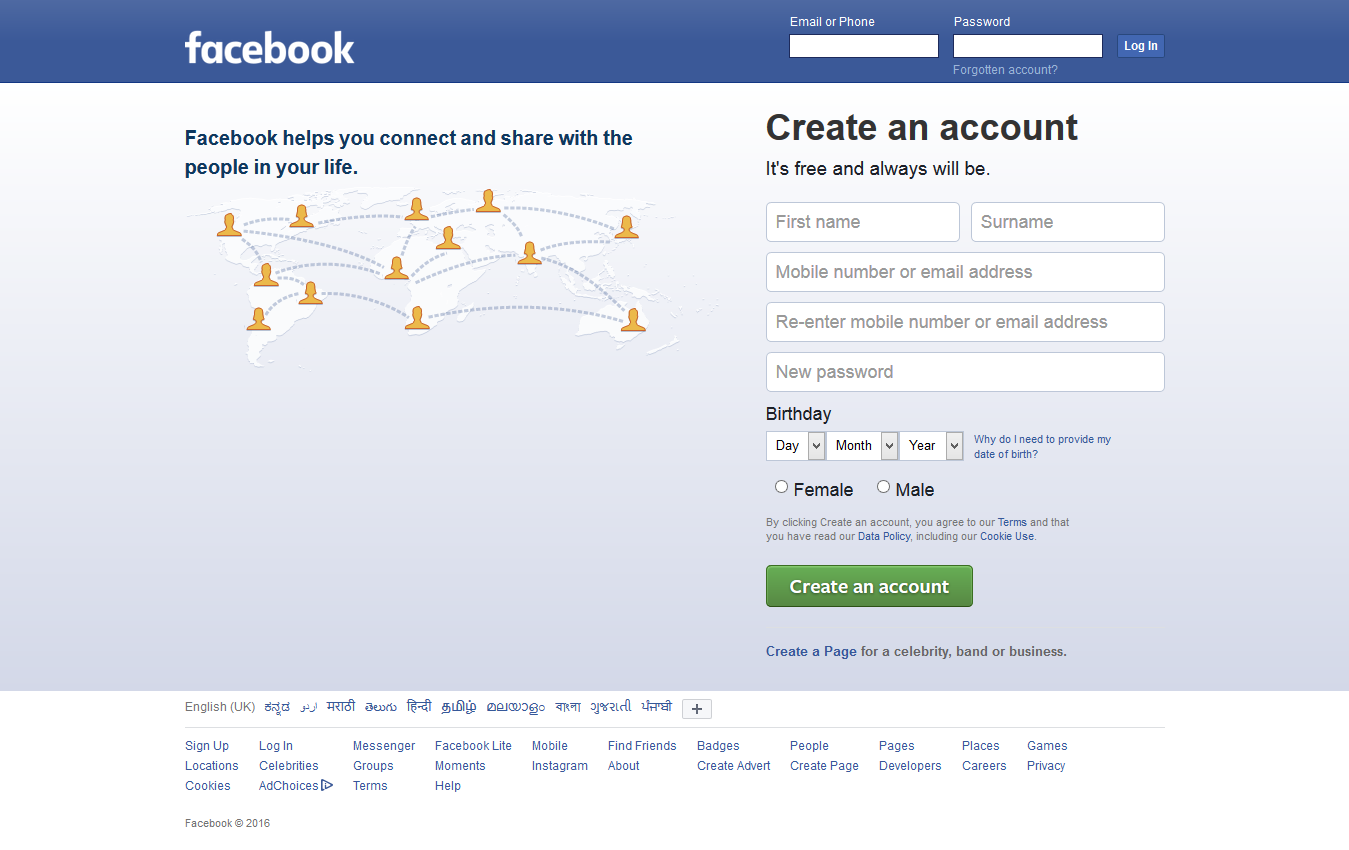 facebook
Email or Phone
Password
Log In
Forgotten account?
Facebook helps you connect and share with the
people in your life.
Create an account
It's free and always will be.
First name
Surname
Mobile number or email address
Re-enter mobile number or email address
New password
Birthday
Day
Month
Year
Why do I need to provide my
date of birth?
Female
Male
By clicking Create an account, you agree to our Terms and that
you have read our Data Policy, including our Cookie Use.
Create an account
Create a Page for a celebrity, band or business.
English (UK) ಕನ್ನಡ اردو मराठी తెలుగు हिन्दी தமிழ் മലയാളം বাংলা ગુજરાતી ਪੰਜਾਬੀ +
Sign Up Log In Messenger Facebook Lite Mobile Find Friends Badges People Pages Places Games
Locations Celebrities Groups Moments Instagram About Create Advert Create Page Developers Careers Privacy
Cookies AdChoices Terms Help
Facebook © 2016